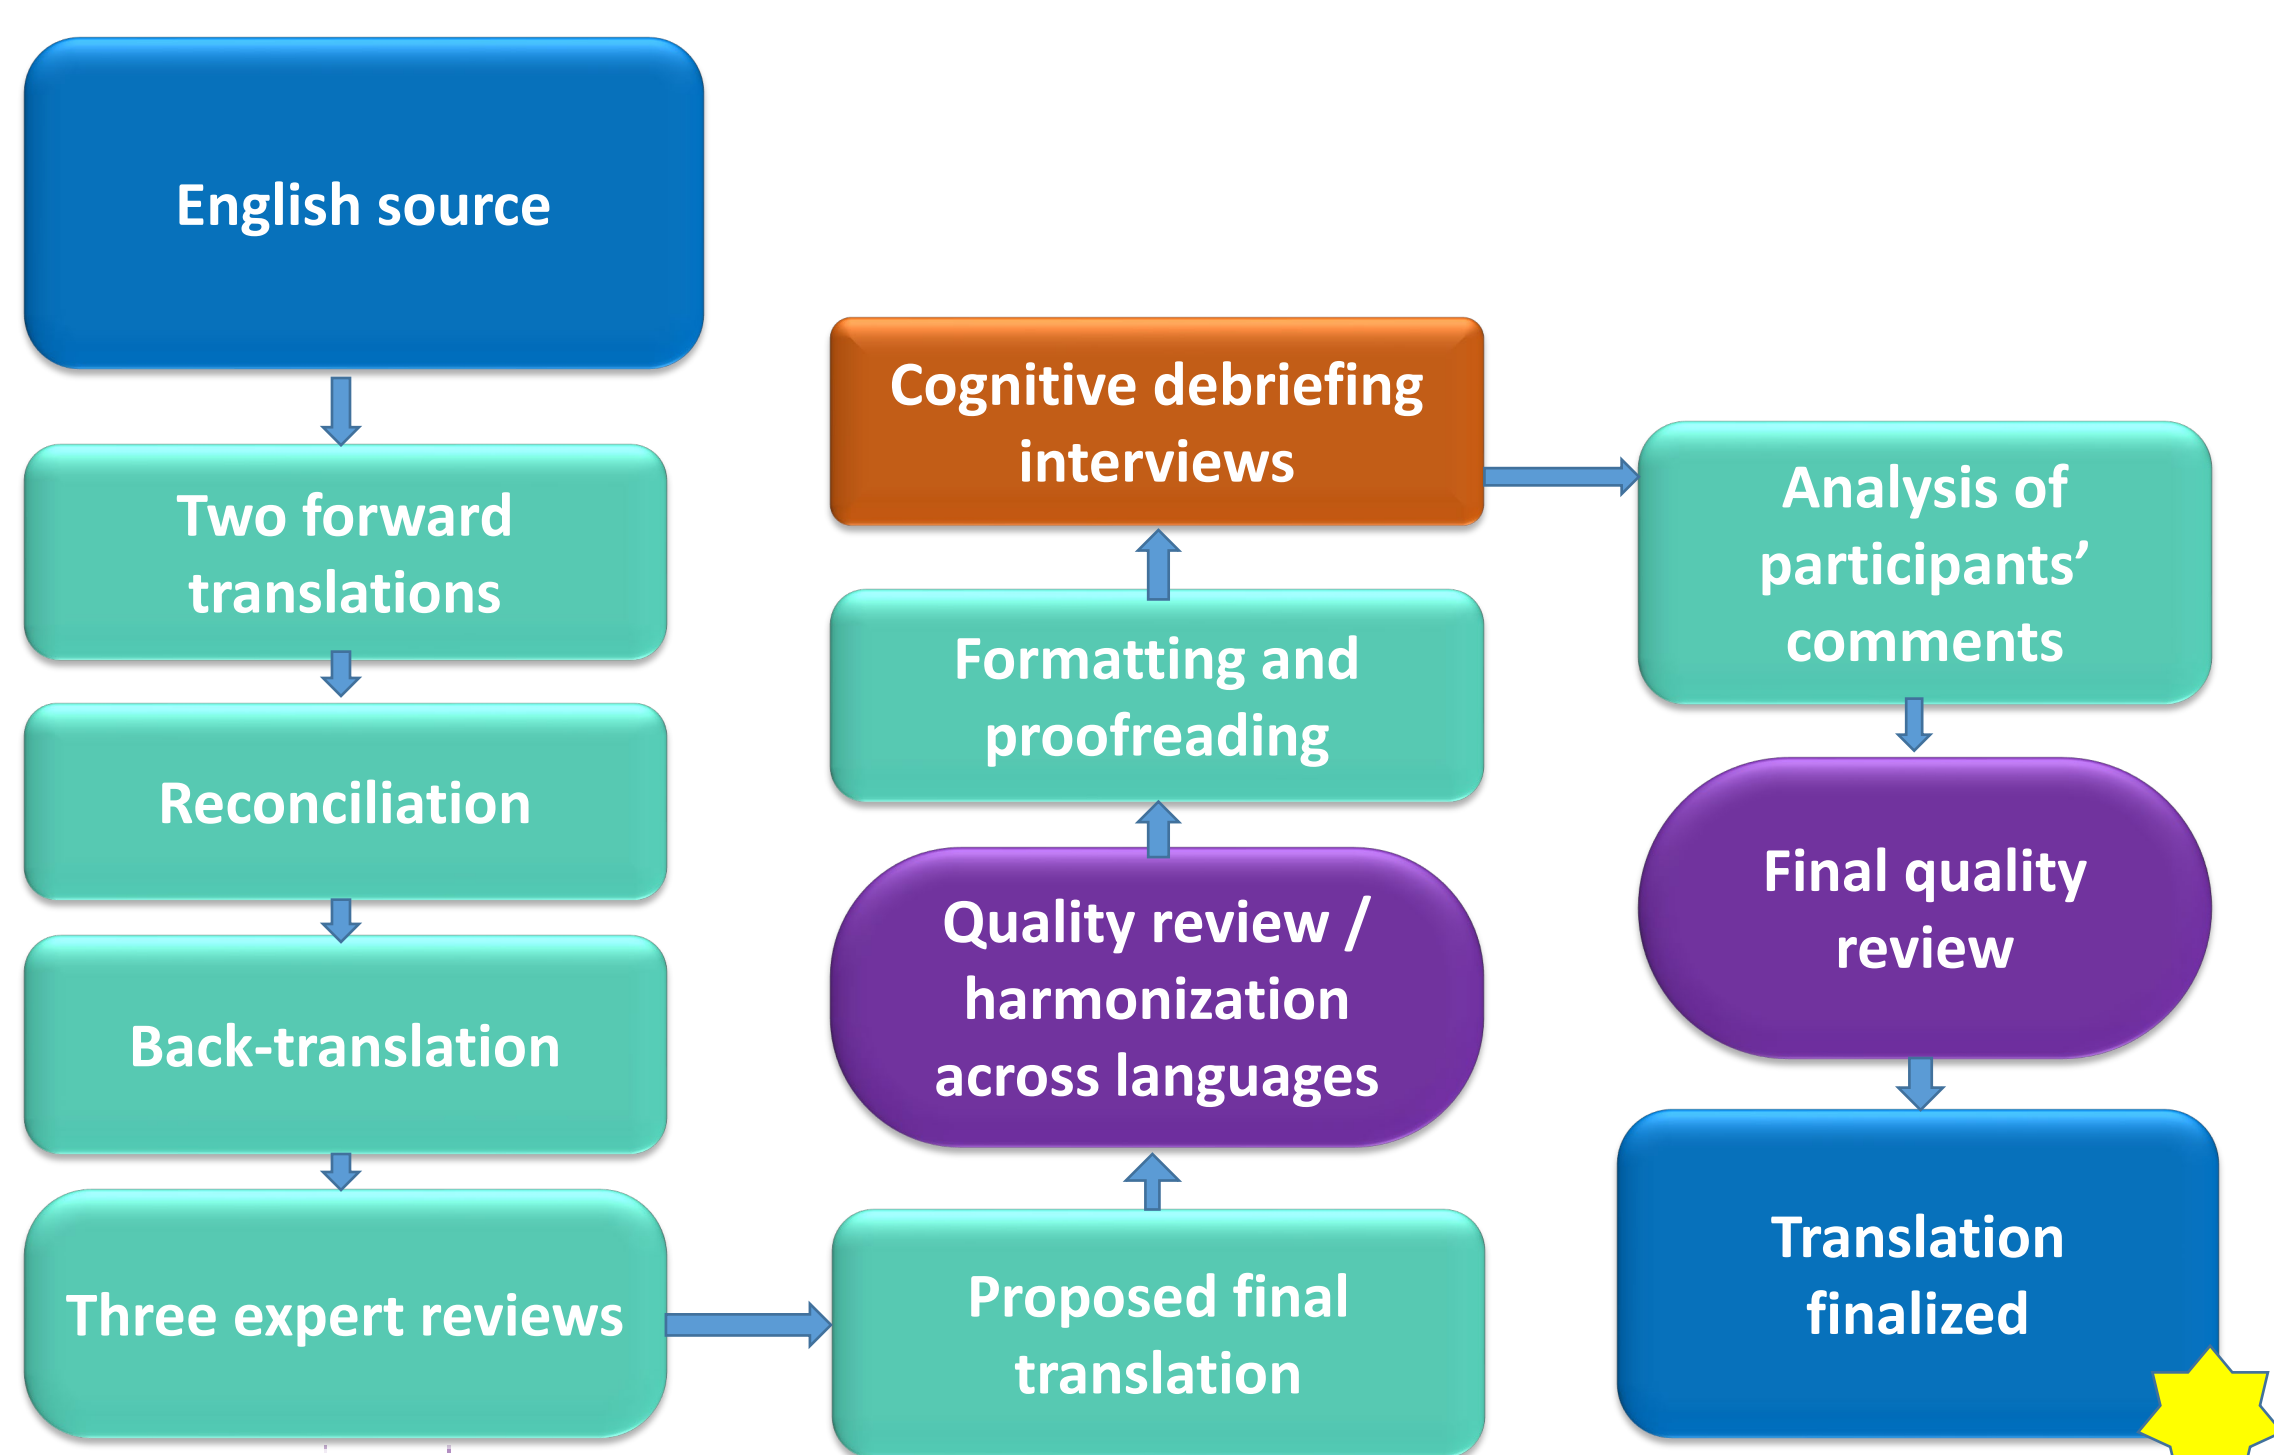 English source
Two forward
translations
Reconciliation
Back-translation
Three expert reviews
Proposed final
translation
Quality review /
harmonization
across languages
Formatting and
proofreading
Cognitive debriefing
interviews
Analysis of
participants’
comments
Final quality
review
Translation
finalized